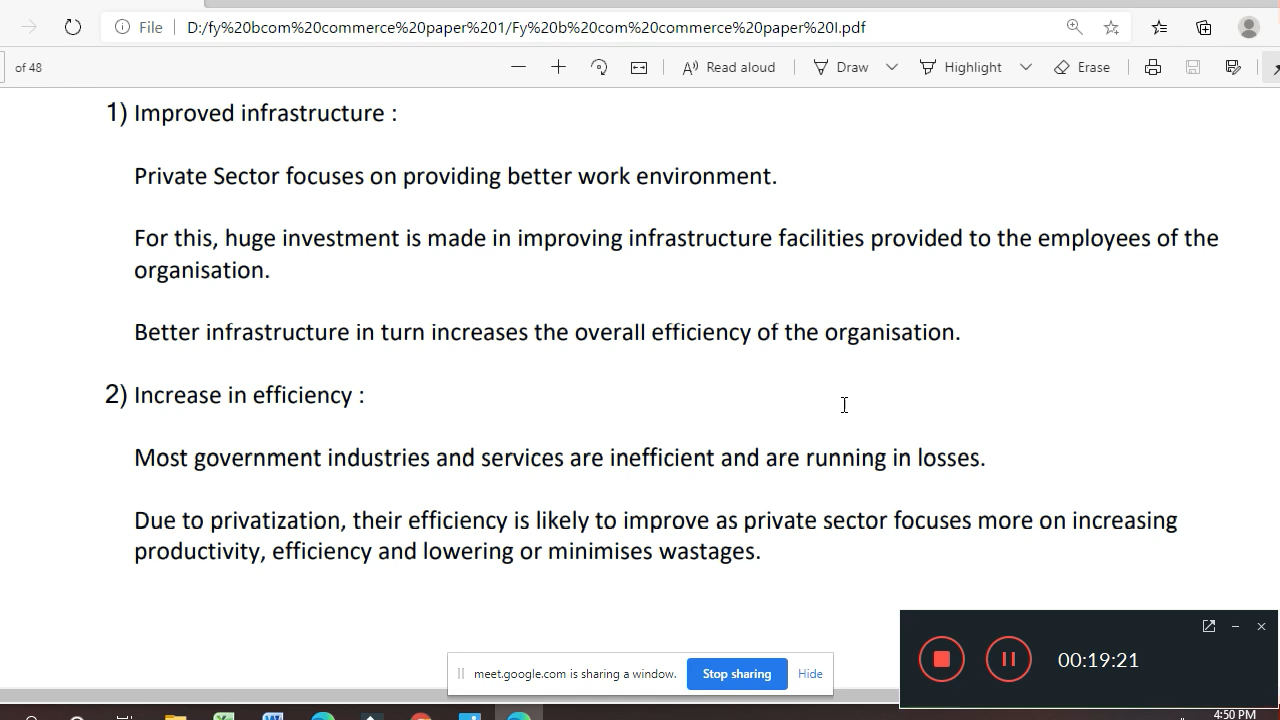 File D:/fy%20bcom%20commerce%20paper%201/Fy%20b%20com%20commerce%20paper%20I.pdf
of 48 Read aloud Draw Highlight Erase
1) Improved infrastructure :
Private Sector focuses on providing better work environment.
For this, huge investment is made in improving infrastructure facilities provided to the employees of the
organisation.
Better infrastructure in turn increases the overall efficiency of the organisation.
2) Increase in efficiency :
Most government industries and services are inefficient and are running in losses.
Due to privatization, their efficiency is likely to improve as private sector focuses more on increasing
productivity, efficiency and lowering or minimises wastages.
00:19:21
meet.google.com is sharing a window. Stop sharing Hide
4:50 PM